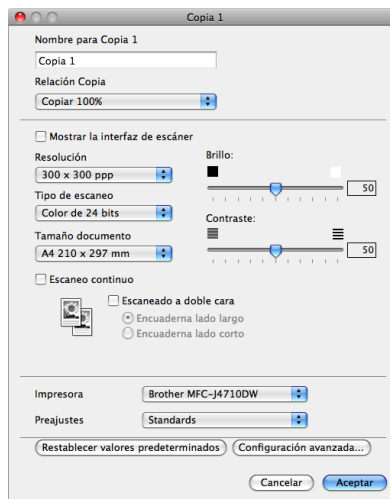 Copia 1
Nombre para Copia 1
Copia 1
Relación Copia
Copiar 100%
Mostrar la interfaz de escáner
Resolución
300 x 300 ppp
Tipo de escaneo
Color de 24 bits
Tamaño documento
A4 210 x 297 mm
Brillo:
50
Contraste:
50
Escaneo continuo
Escaneado a doble cara
Encuaderna lado largo
Encuaderna lado corto
Impresora
Brother MFC-J4710DW
Preajustes
Standards
Restablecer valores predeterminados
Configuración avanzada...
Cancelar
Aceptar